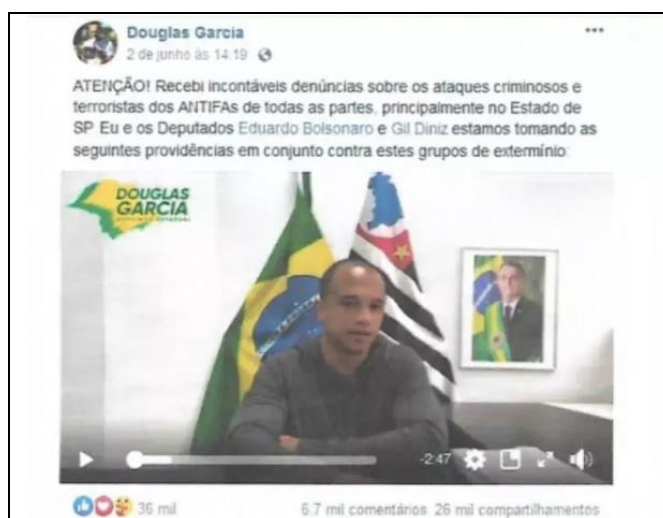 Douglas Garcia
2 de junho às 14:19
ATENÇÃO! Recebi incontáveis denúncias sobre os ataques criminosos e
terroristas dos ANTIFAs de todas as partes, principalmente no Estado de
SP. Eu e os Deputados Eduardo Bolsonaro e Gil Diniz estamos tomando as
seguintes providências em conjunto contra estes grupos de extermínio:
DOUGLAS
GARCIA
DEPUTADO ESTADUAL
-2:47
36 mil
6,7 mil comentários 26 mil compartilhamentos